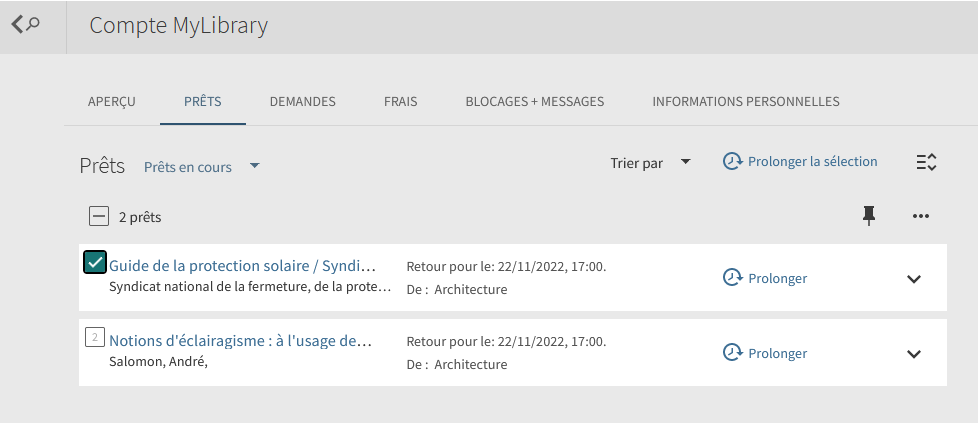 Compte MyLibrary
APERÇU PRÊTS DEMANDES FRAIS BLOCAGES + MESSAGES INFORMATIONS PERSONNELLES
Prêts Prêts en cours Trier par Prolonger la sélection
2 prêts
Guide de la protection solaire / Syndi... Retour pour le: 22/11/2022, 17:00. Prolonger
Syndicat national de la fermeture, de la prote... De : Architecture
2 Notions d'éclairagisme : à l'usage de... Retour pour le: 22/11/2022, 17:00. Prolonger
Salomon, André, De : Architecture